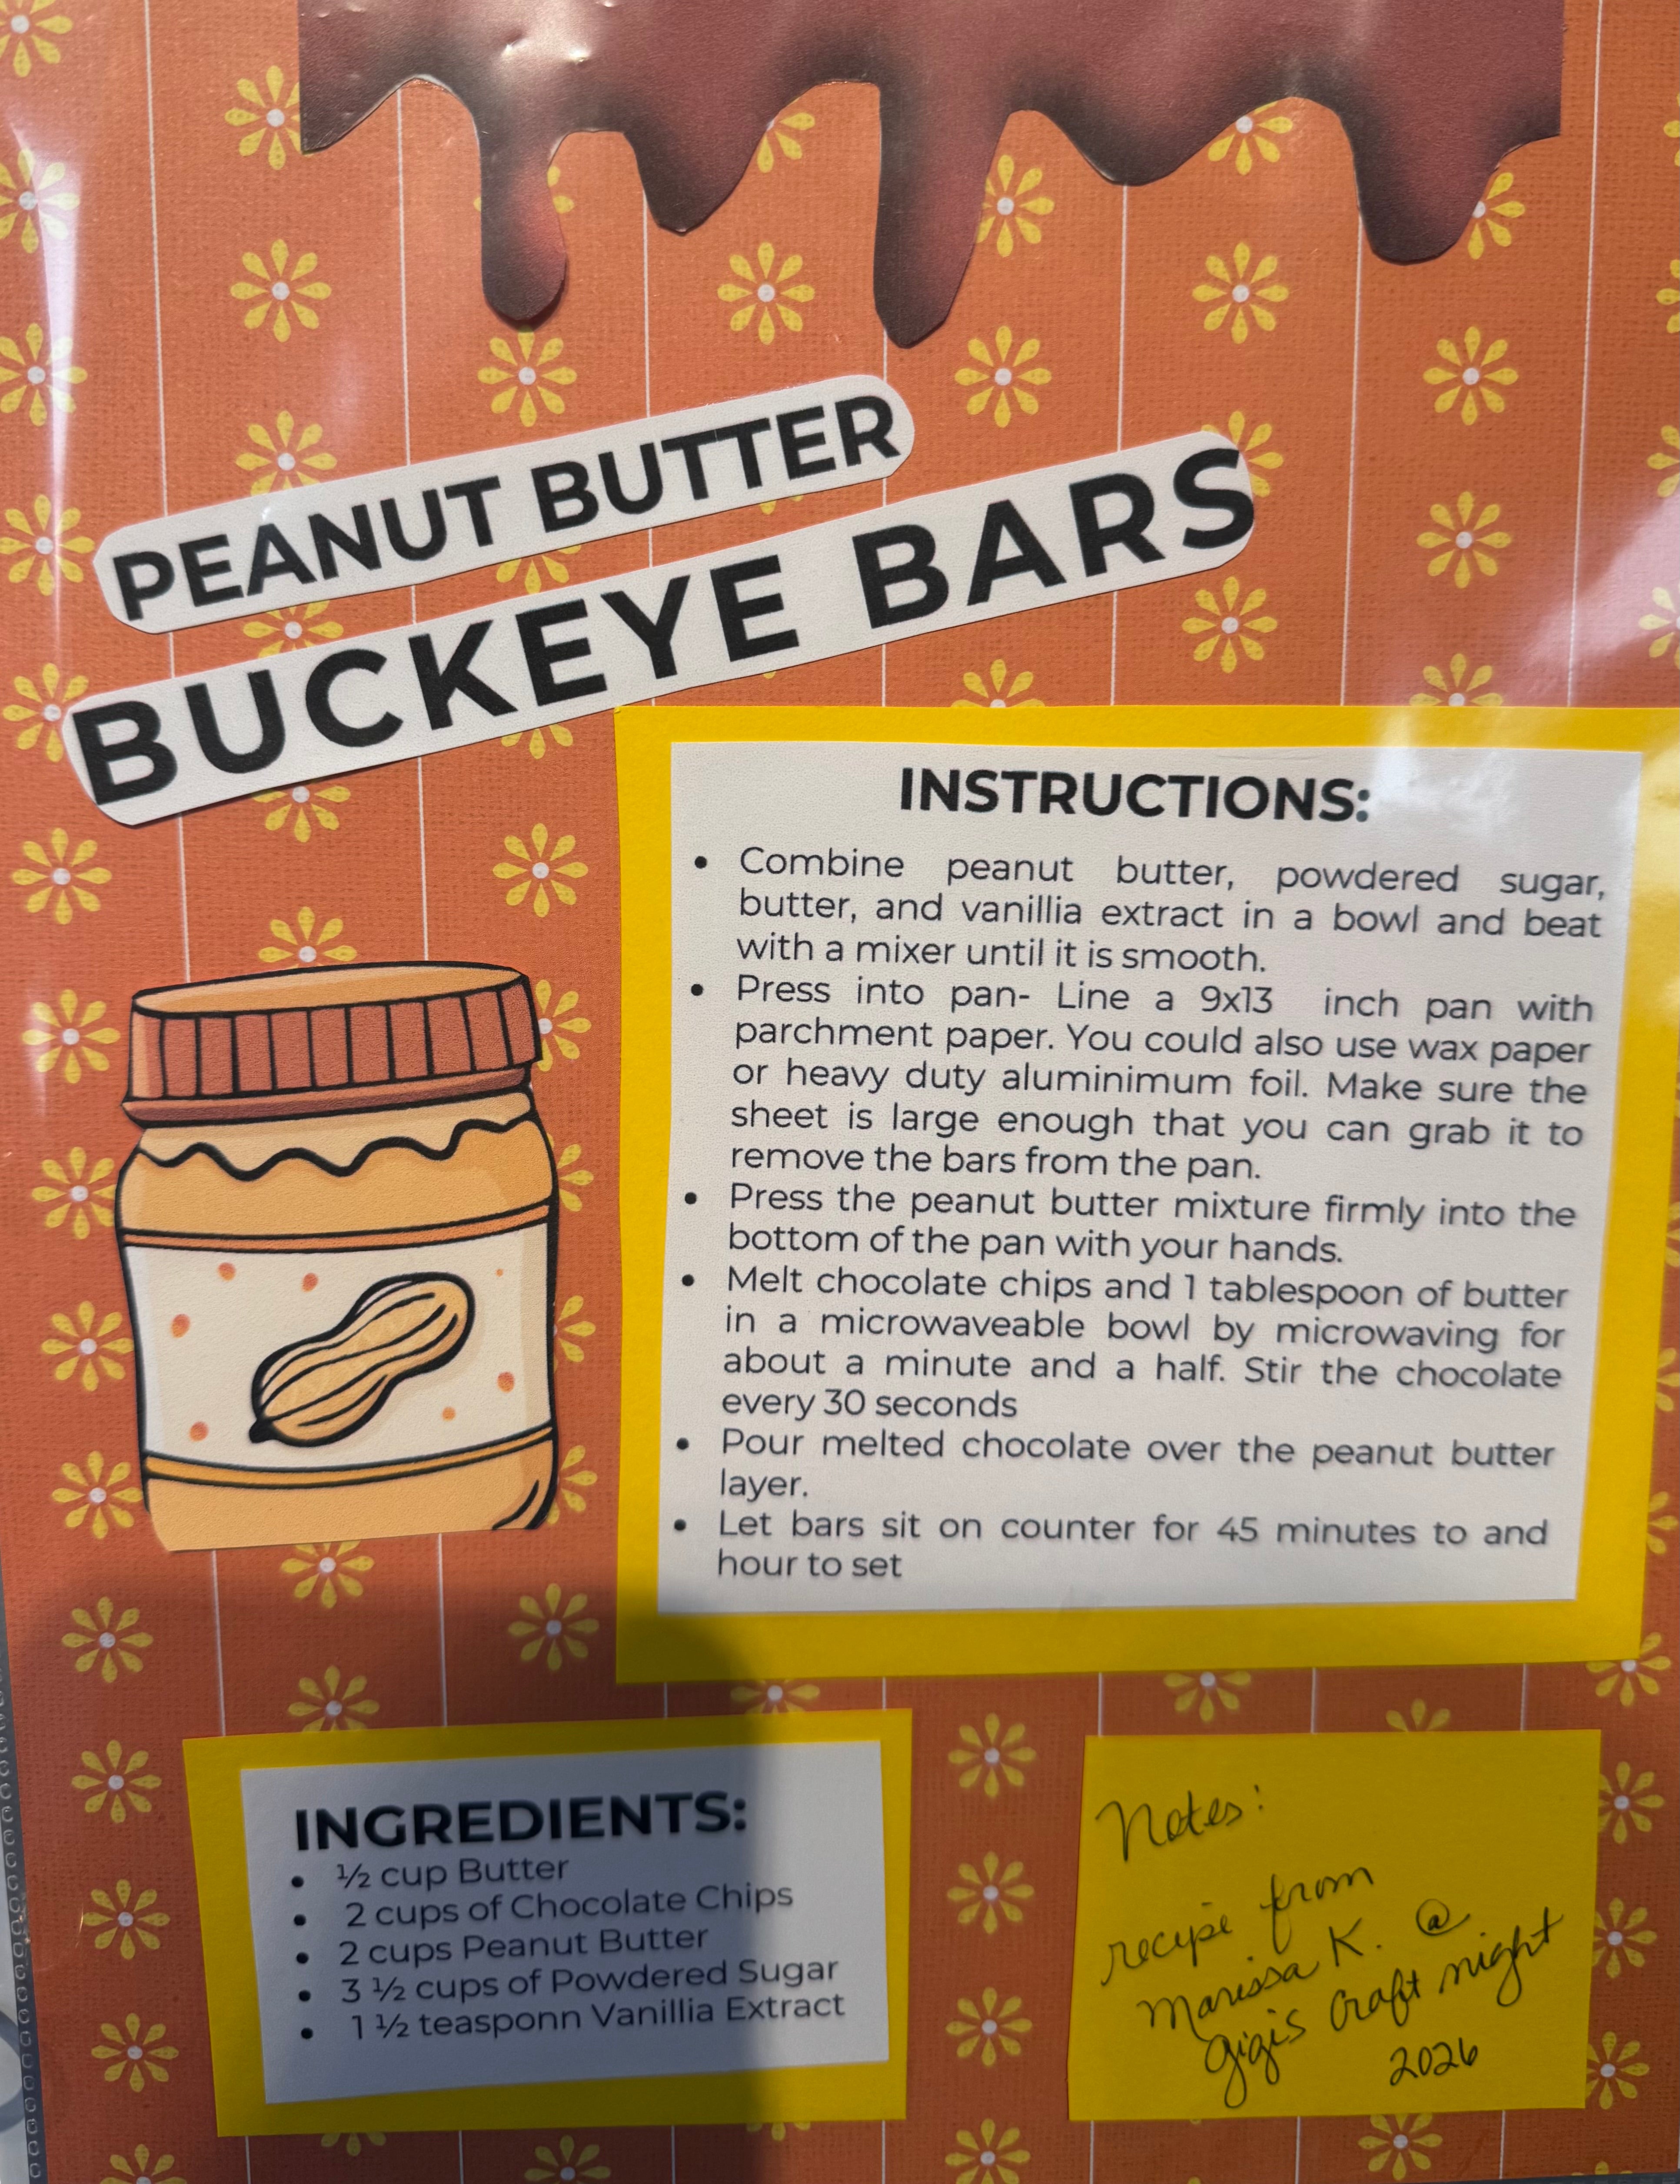 PEANUT BUTTER
BUCKEYE BARS
INSTRUCTIONS:
• Combine peanut butter, powdered sugar,
butter, and vanillia extract in a bowl and beat
with a mixer until it is smooth.
• Press into pan- Line a 9x13 inch pan with
parchment paper. You could also use wax paper
or heavy duty aluminimum foil. Make sure the
sheet is large enough that you can grab it to
remove the bars from the pan.
• Press the peanut butter mixture firmly into the
bottom of the pan with your hands.
• Melt chocolate chips and 1 tablespoon of butter
in a microwaveable bowl by microwaving for
about a minute and a half. Stir the chocolate
every 30 seconds
• Pour melted chocolate over the peanut butter
layer.
• Let bars sit on counter for 45 minutes to and
hour to set
INGREDIENTS:
• ½ cup Butter
• 2 cups of Chocolate Chips
• 2 cups Peanut Butter
• 3 ½ cups of Powdered Sugar
• 1 ½ teasponn Vanillia Extract
Notes:
recipe from
Marissa K. @
Gigis Craft night
2026